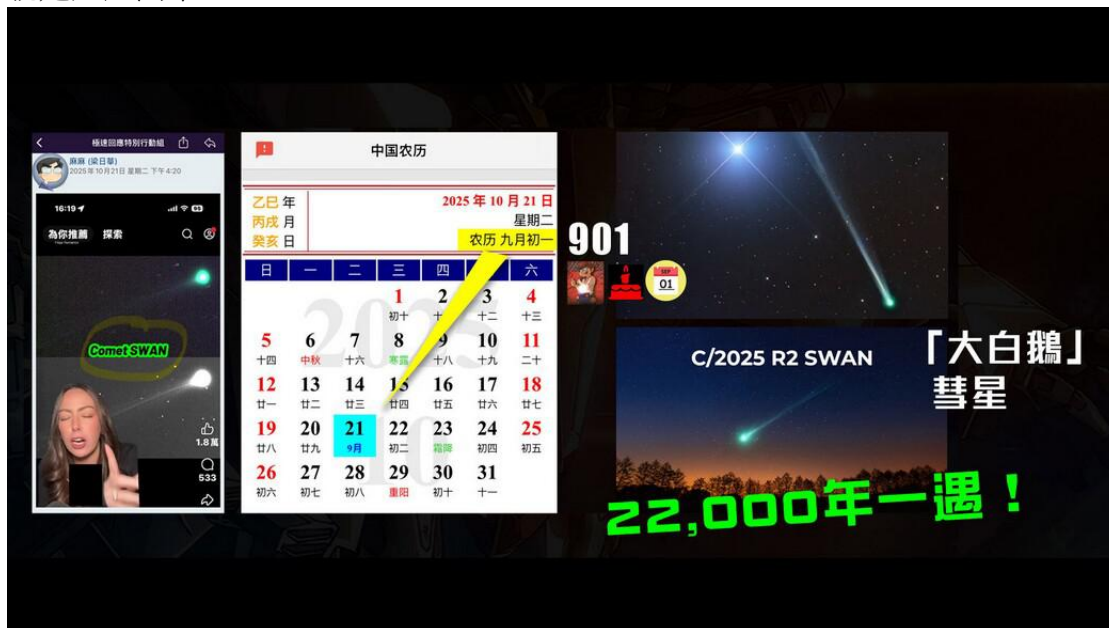 極速回應特別行動組
麻麻 (梁日華)
2025年10月21日 星期二 下午4:20
16:19
為你推薦 探索
Comet SWAN
1.8 萬
533
中国农历
乙巳 年
丙戌 月
癸亥 日
2025 年 10 月 21 日
星期二
农历 九月初一
日 一 二 三 四 六
1 2 3 4
初十 十二 十三
5 6 7 8 9 10 11
十四 中秋 十六 寒露 十八 十九 二十
12 13 14 15 16 17 18
廿一 廿二 廿三 廿四 廿五 廿六 廿七
19 20 21 22 23 24 25
廿八 廿九 9月 初二 霜降 初四 初五
26 27 28 29 30 31
初六 初七 初八 重阳 初十 十一
2025
10
901
SEP
01
C/2025 R2 SWAN
「大白鵝」
彗星
22,000年一遇！